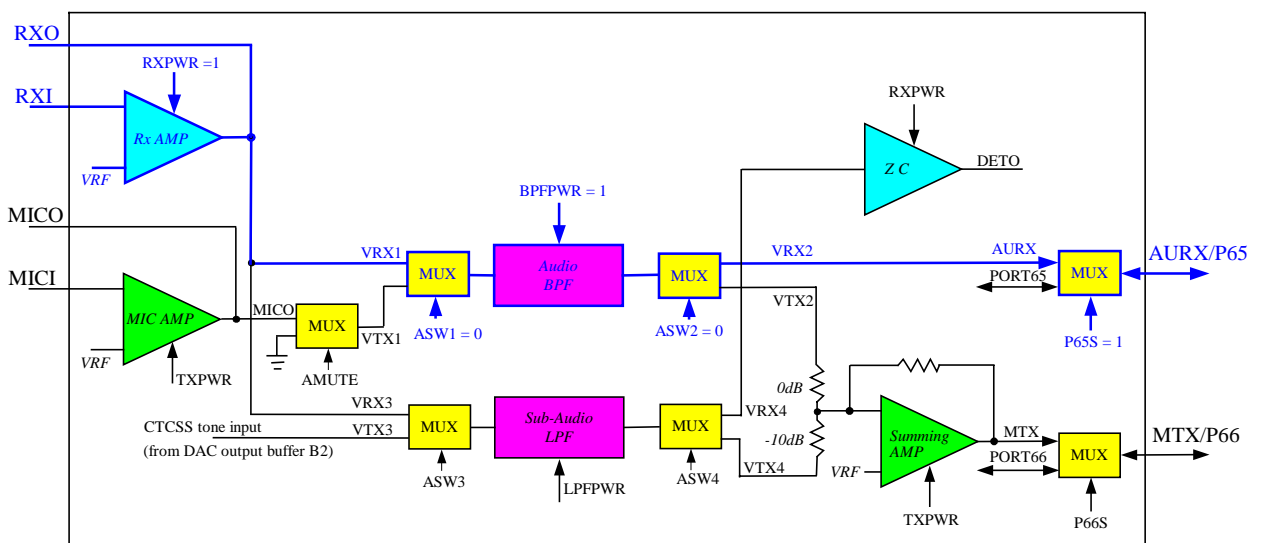 RXO
RXPWR =1
RXI
Rx AMP
VRF
RXPWR
Z C
DETO
MICO
BPFPWR = 1
MICI
VRX1
MUX
Audio
BPF
MUX
VRX2
AURX
MUX
AURX/P65
PORT65
VTX2
MIC AMP
MICO
MUX
VTX1
ASW1 = 0
ASW2 = 0
P65S = 1
VRF
TXPWR
AMUTE
0dB
VRX3
MUX
Sub-Audio
LPF
MUX
VRX4
CTCSS tone input
VTX3
(from DAC output buffer B2)
-10dB
Summing
AMP
MTX
MUX
MTX/P66
PORT66
VTX4
VRF
ASW3
LPFPWR
ASW4
TXPWR
P66S